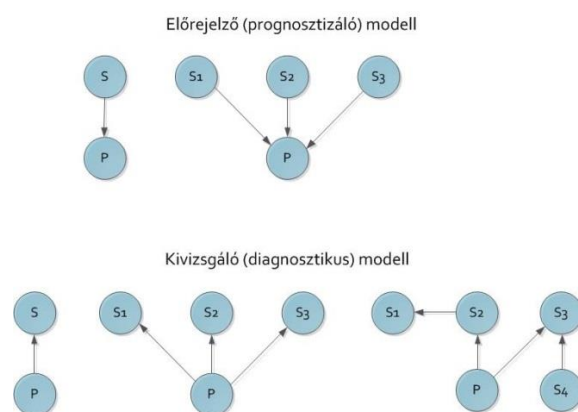 Előrejelző (prognosztizáló) modell
S S1 S2 S3
P P
Kivizsgáló (diagnosztikus) modell
S S1 S2 S3 S1 S2 S3
P P P S4